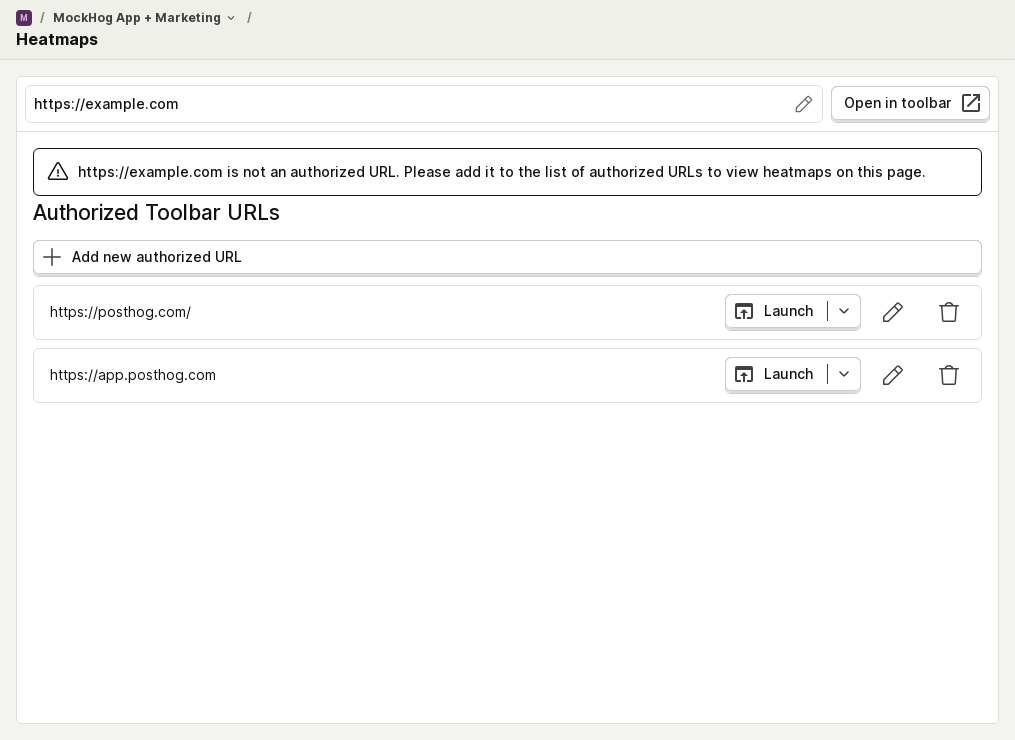 M / MockHog App + Marketing /
Heatmaps
https://example.com
Open in toolbar
https://example.com is not an authorized URL. Please add it to the list of authorized URLs to view heatmaps on this page.
Authorized Toolbar URLs
Add new authorized URL
https://posthog.com/
Launch
https://app.posthog.com
Launch